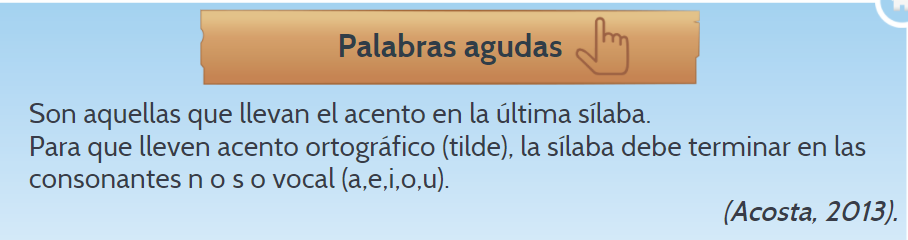 Palabras agudas
Son aquellas que llevan el acento en la última sílaba.
Para que lleven acento ortográfico (tilde), la sílaba debe terminar en las
consonantes n o s o vocal (a,e,i,o,u).
(Acosta, 2013).